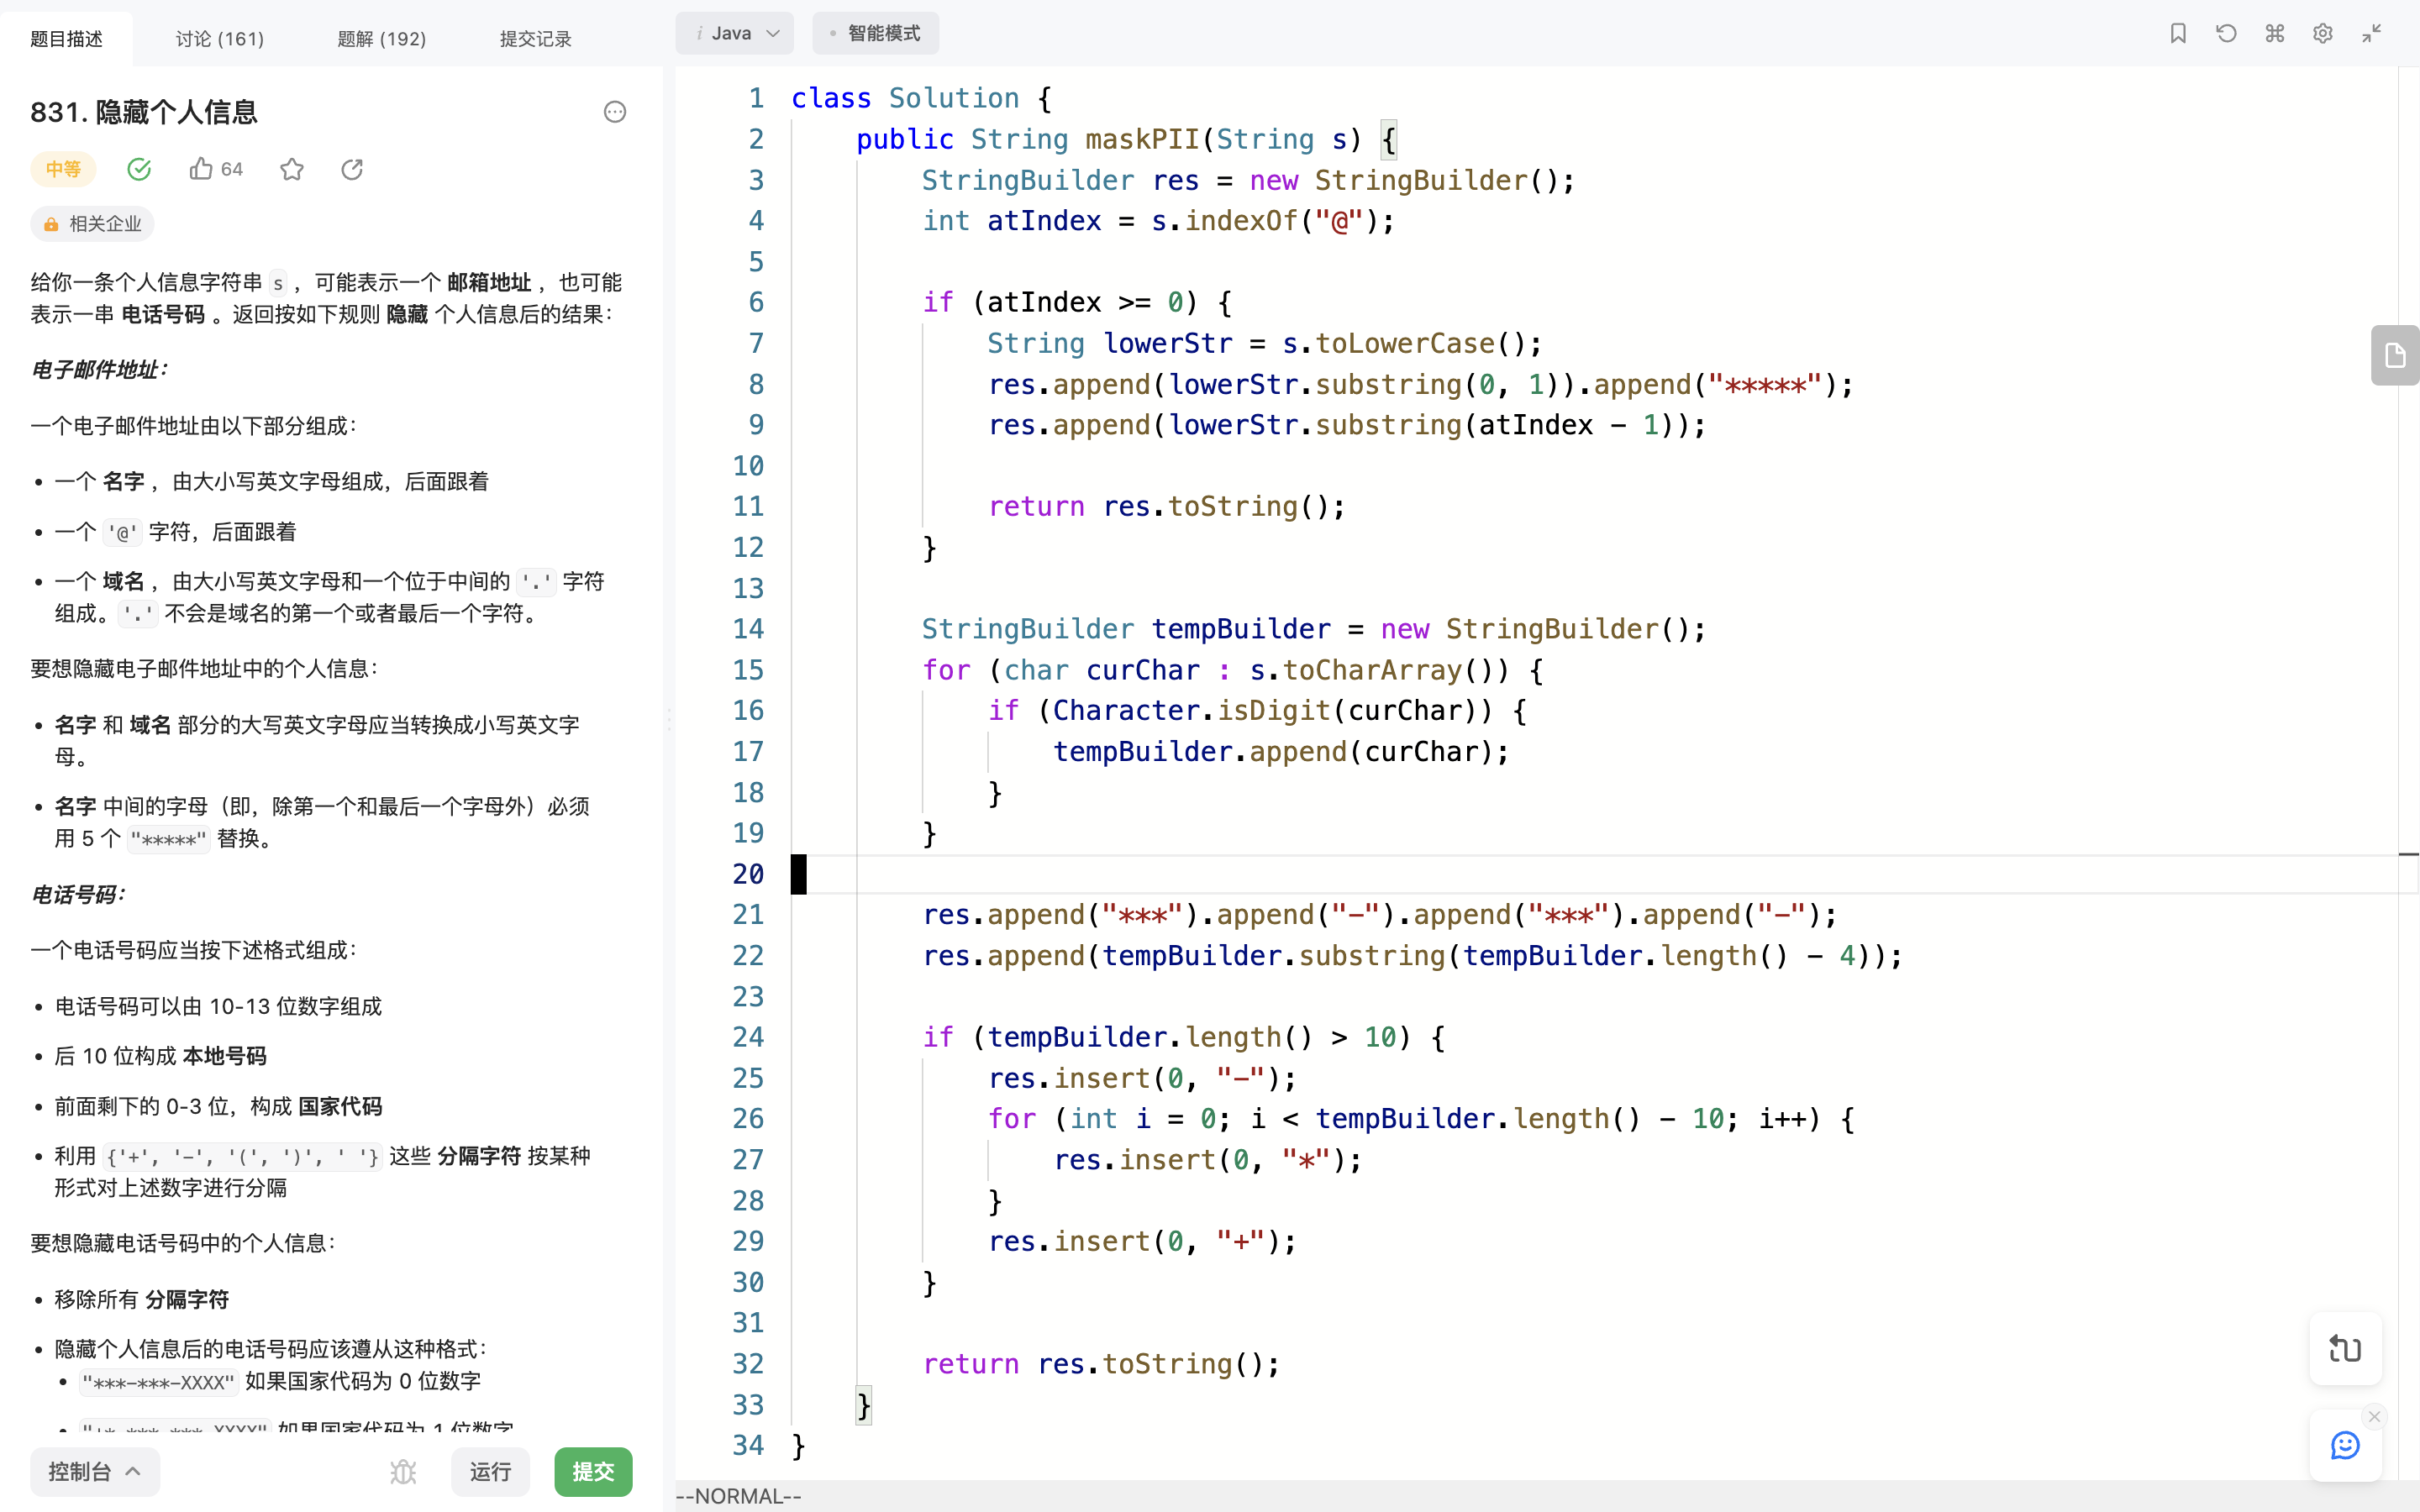 题目描述
讨论 (161)
题解 (192)
提交记录
831. 隐藏个人信息
中等
64
相关企业
给你一条个人信息字符串 s ，可能表示一个 邮箱地址 ，也可能
表示一串 电话号码 。返回按如下规则 隐藏 个人信息后的结果：
电子邮件地址：
一个电子邮件地址由以下部分组成：
• 一个 名字 ，由大小写英文字母组成，后面跟着
• 一个 '@' 字符，后面跟着
• 一个 域名 ，由大小写英文字母和一个位于中间的 '.' 字符
组成。'.' 不会是域名的第一个或者最后一个字符。
要想隐藏电子邮件地址中的个人信息：
• 名字 和 域名 部分的大写英文字母应当转换成小写英文字
母。
• 名字 中间的字母（即，除第一个和最后一个字母外）必须
用 5 个 "*****" 替换。
电话号码：
一个电话号码应当按下述格式组成：
• 电话号码可以由 10-13 位数字组成
• 后 10 位构成 本地号码
• 前面剩下的 0-3 位，构成 国家代码
• 利用 {'+', '-', '(', ')', ' '} 这些 分隔字符 按某种
形式对上述数字进行分隔
要想隐藏电话号码中的个人信息：
• 移除所有 分隔字符
• 隐藏个人信息后的电话号码应该遵从这种格式：
• "***-***-XXXX" 如果国家代码为 0 位数字
• "+*-***-***-XXXX" 如果国家代码为 1 位数字
控制台
运行
提交
i Java
• 智能模式
1 class Solution {
2     public String maskPII(String s) {
3         StringBuilder res = new StringBuilder();
4         int atIndex = s.indexOf("@");
5
6         if (atIndex >= 0) {
7             String lowerStr = s.toLowerCase();
8             res.append(lowerStr.substring(0, 1)).append("*****");
9             res.append(lowerStr.substring(atIndex - 1));
10
11             return res.toString();
12         }
13
14         StringBuilder tempBuilder = new StringBuilder();
15         for (char curChar : s.toCharArray()) {
16             if (Character.isDigit(curChar)) {
17                 tempBuilder.append(curChar);
18             }
19         }
20
21         res.append("***").append("-").append("***").append("-");
22         res.append(tempBuilder.substring(tempBuilder.length() - 4));
23
24         if (tempBuilder.length() > 10) {
25             res.insert(0, "-");
26             for (int i = 0; i < tempBuilder.length() - 10; i++) {
27                 res.insert(0, "*");
28             }
29             res.insert(0, "+");
30         }
31
32         return res.toString();
33     }
34 }
--NORMAL--